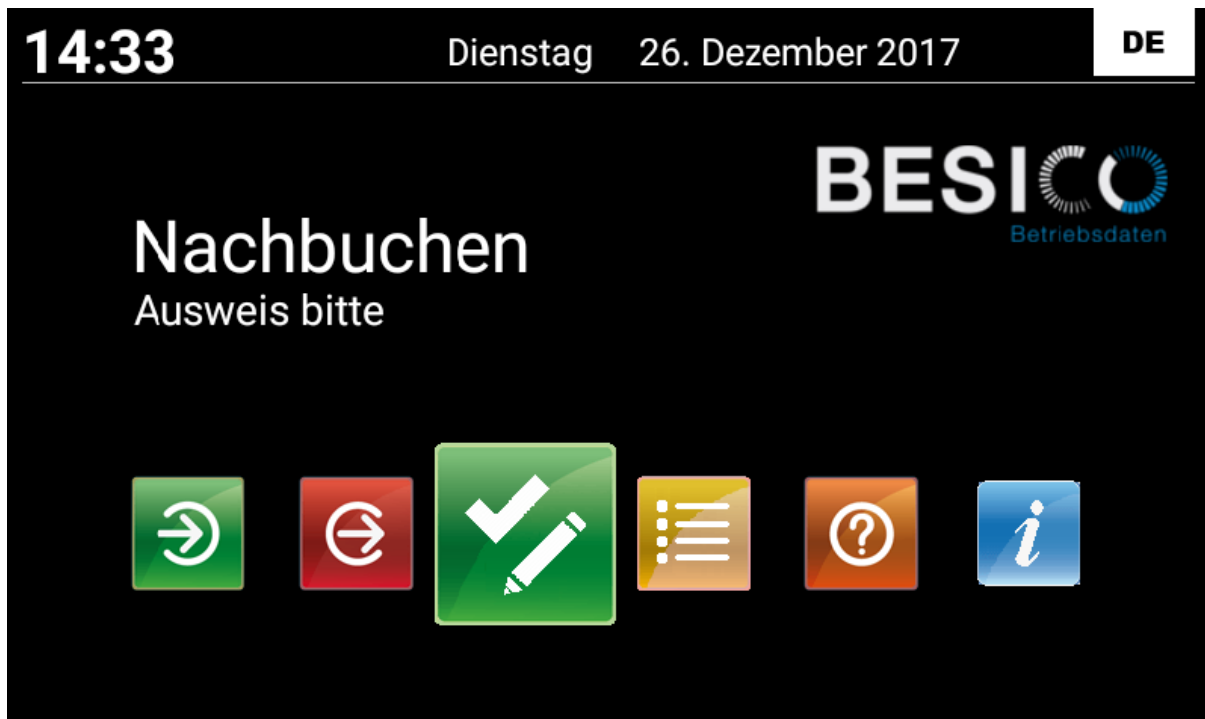 14:33 Dienstag 26. Dezember 2017 DE
BESICO
Betriebsdaten
Nachbuchen
Ausweis bitte